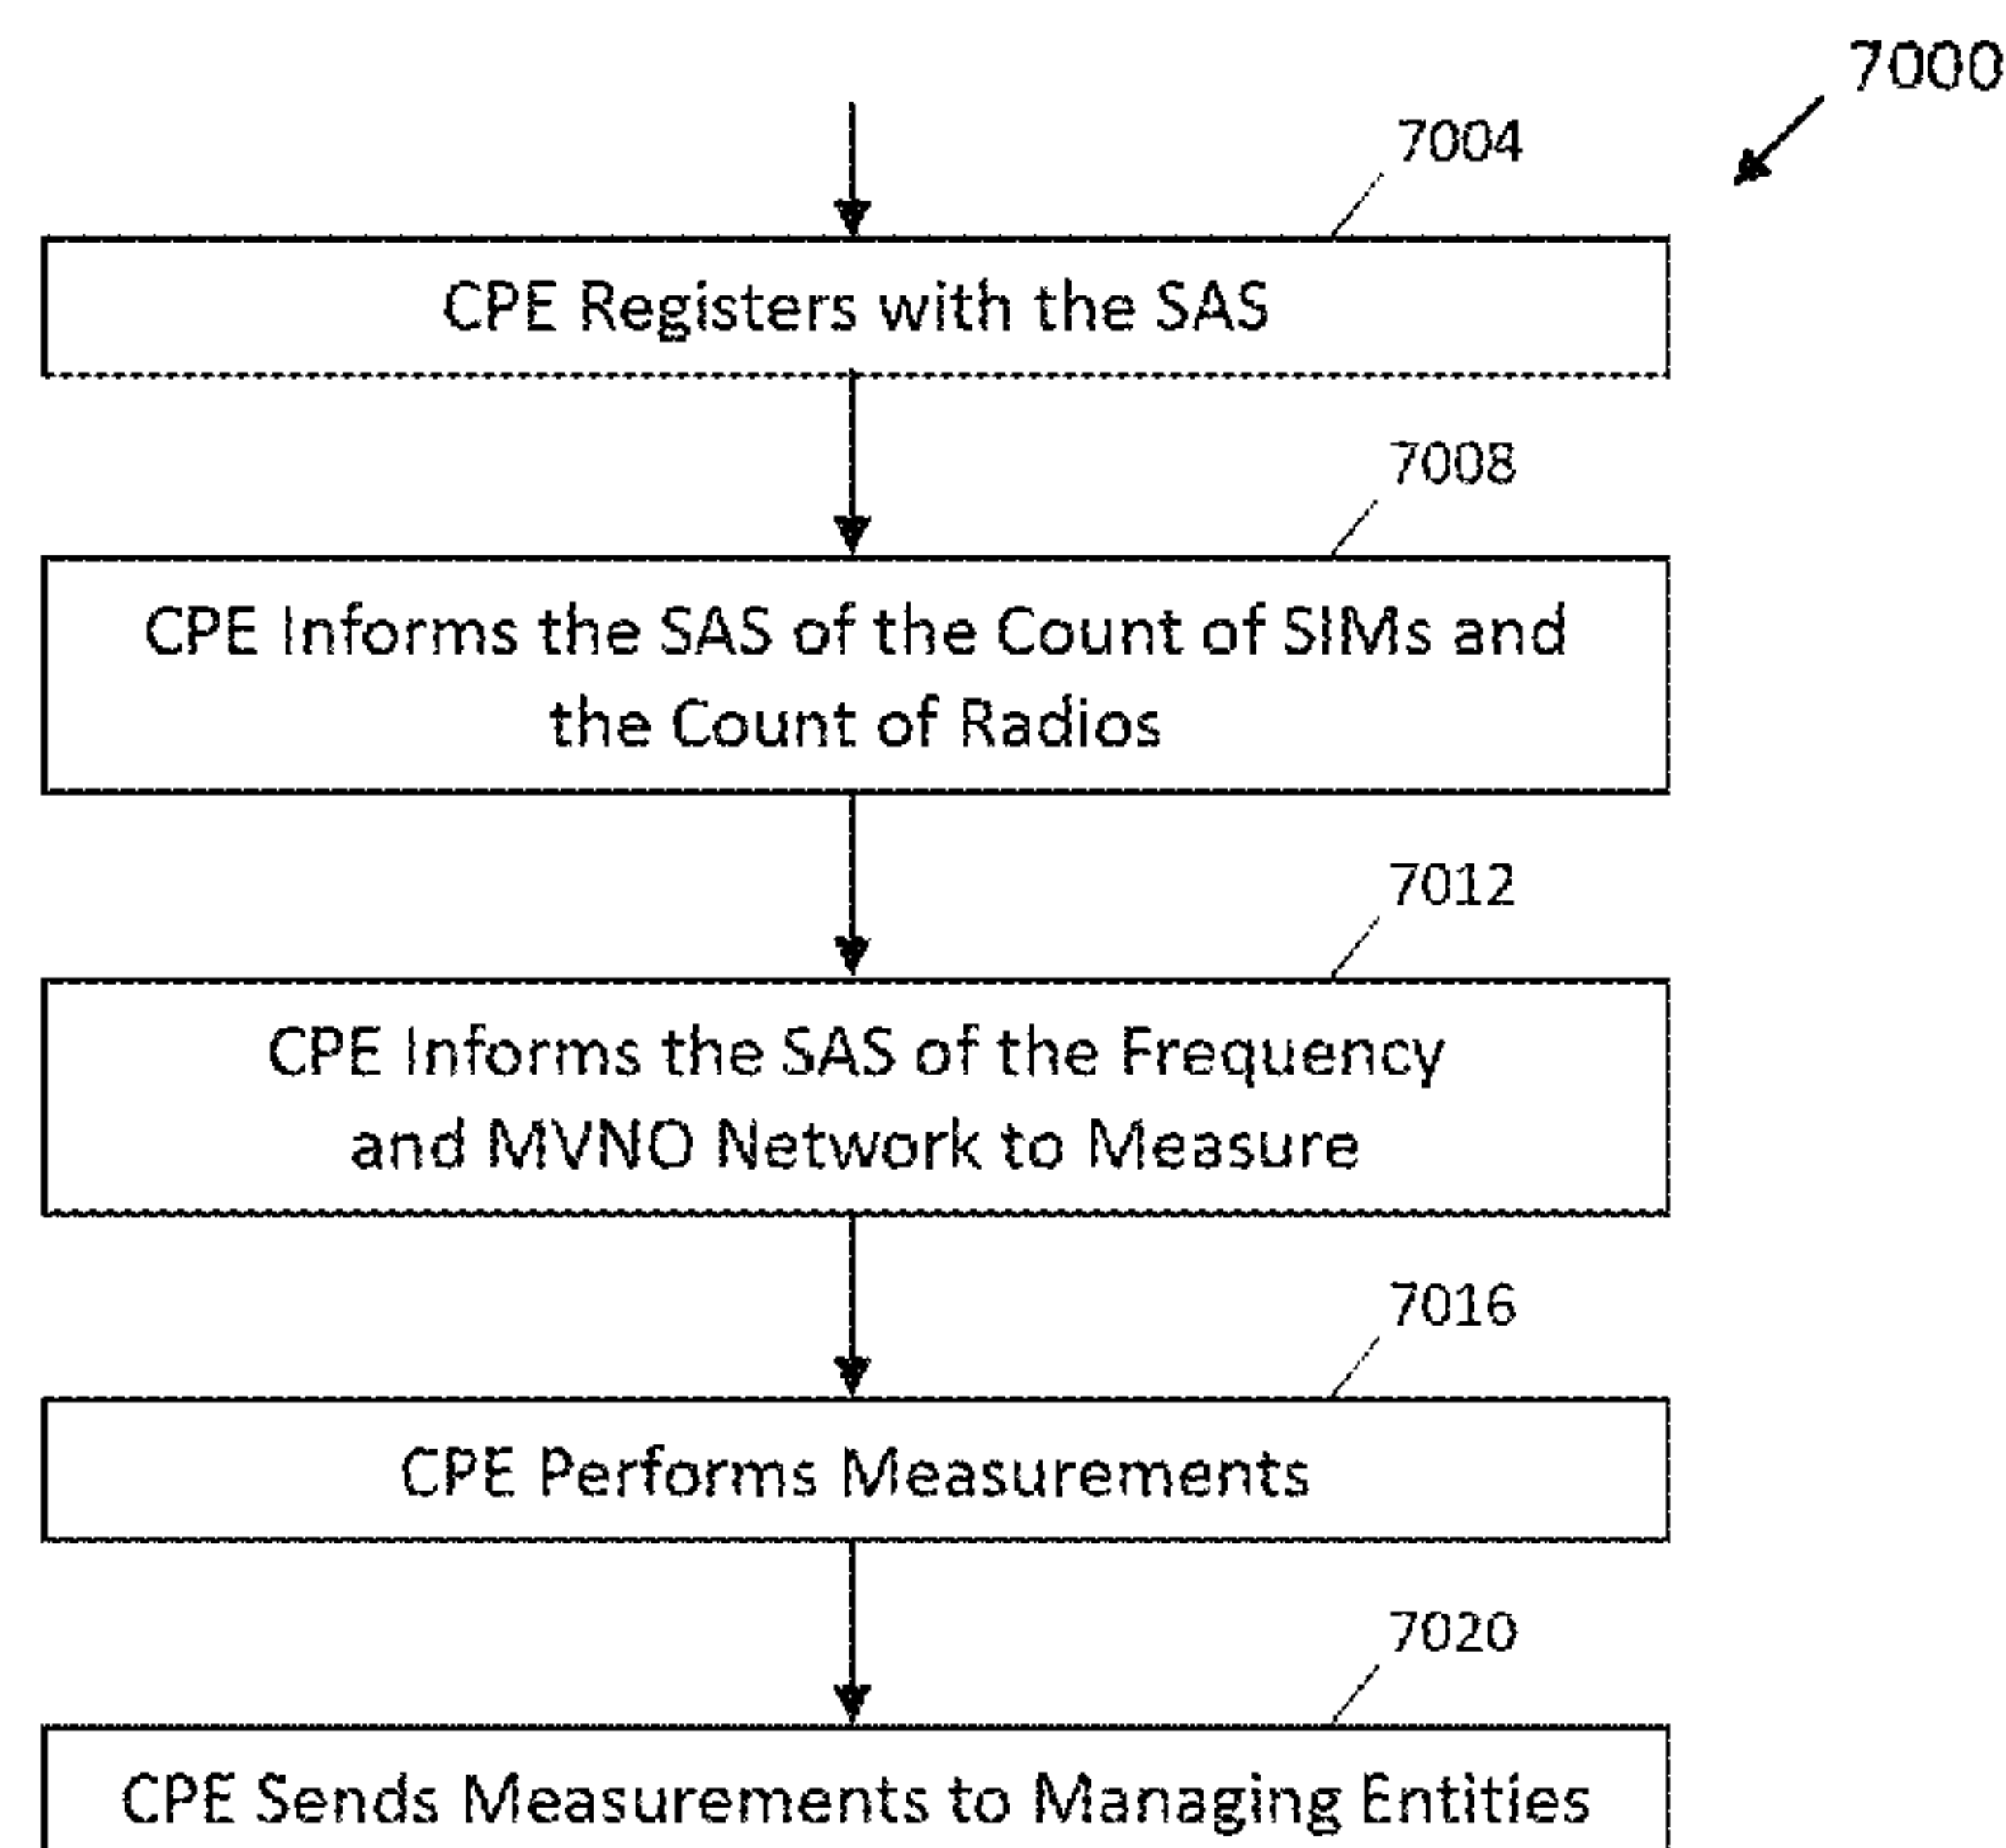 7000
7004
CPE Registers with the SAS
7008
CPE Informs the SAS of the Count of SIMs and
the Count of Radios
7012
CPE Informs the SAS of the Frequency
and MVNO Network to Measure
7016
CPE Performs Measurements
7020
CPE Sends Measurements to Managing Entities